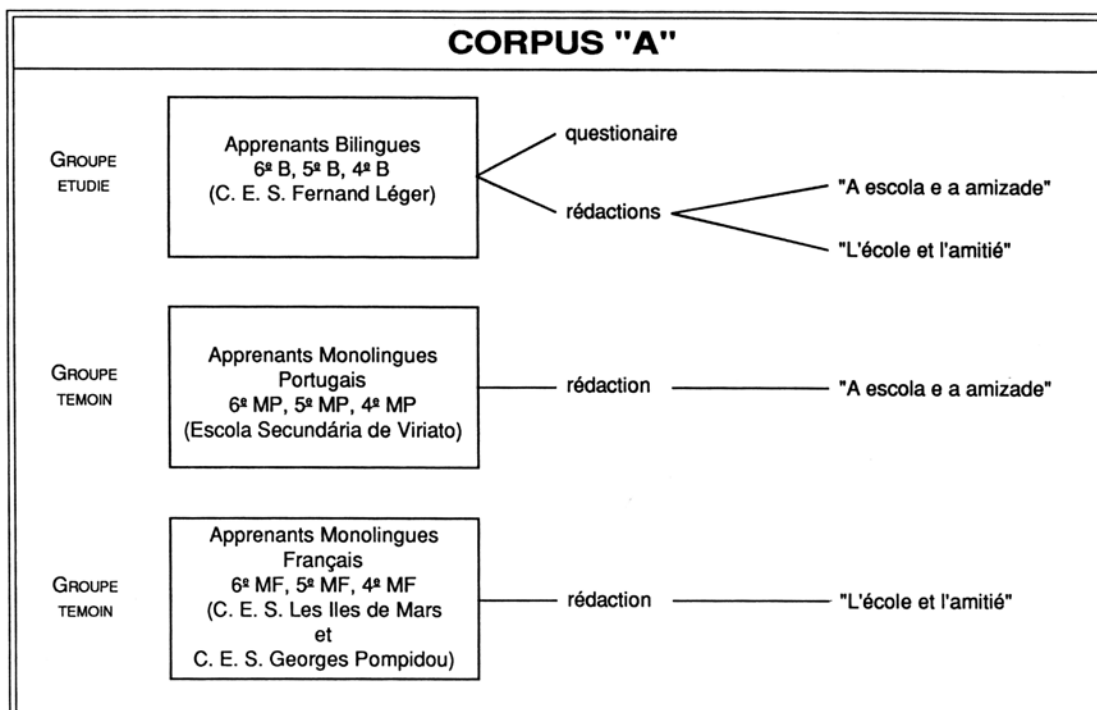 CORPUS "A"
GROUPE
ETUDIE
Apprenants Bilingues
6º B, 5º B, 4º B
(C. E. S. Fernand Léger)
questionaire
rédactions
"A escola e a amizade"
"L'école et l'amitié"
GROUPE
TEMOIN
Apprenants Monolingues
Portugais
6º MP, 5º MP, 4º MP
(Escola Secundária de Viriato)
rédaction
"A escola e a amizade"
GROUPE
TEMOIN
Apprenants Monolingues
Français
6º MF, 5º MF, 4º MF
(C. E. S. Les Iles de Mars
et
C. E. S. Georges Pompidou)
rédaction
"L'école et l'amitié"